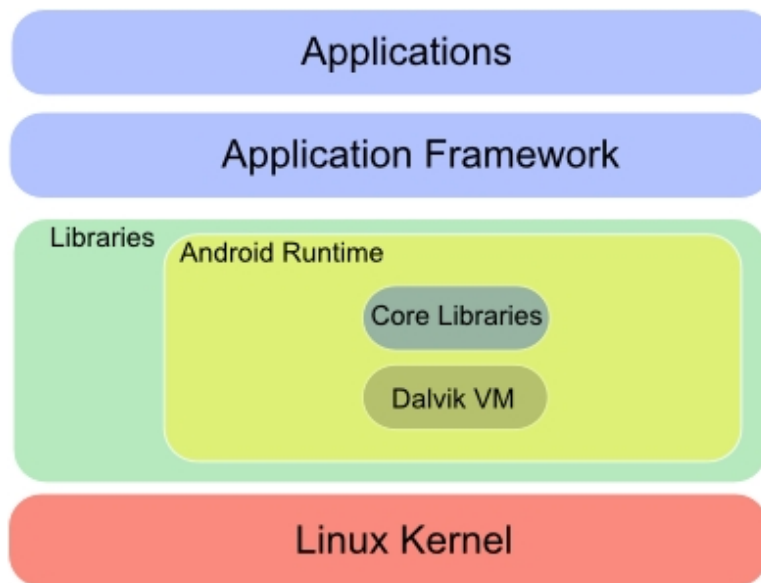 Applications
Application Framework
Libraries
Android Runtime
Core Libraries
Dalvik VM
Linux Kernel